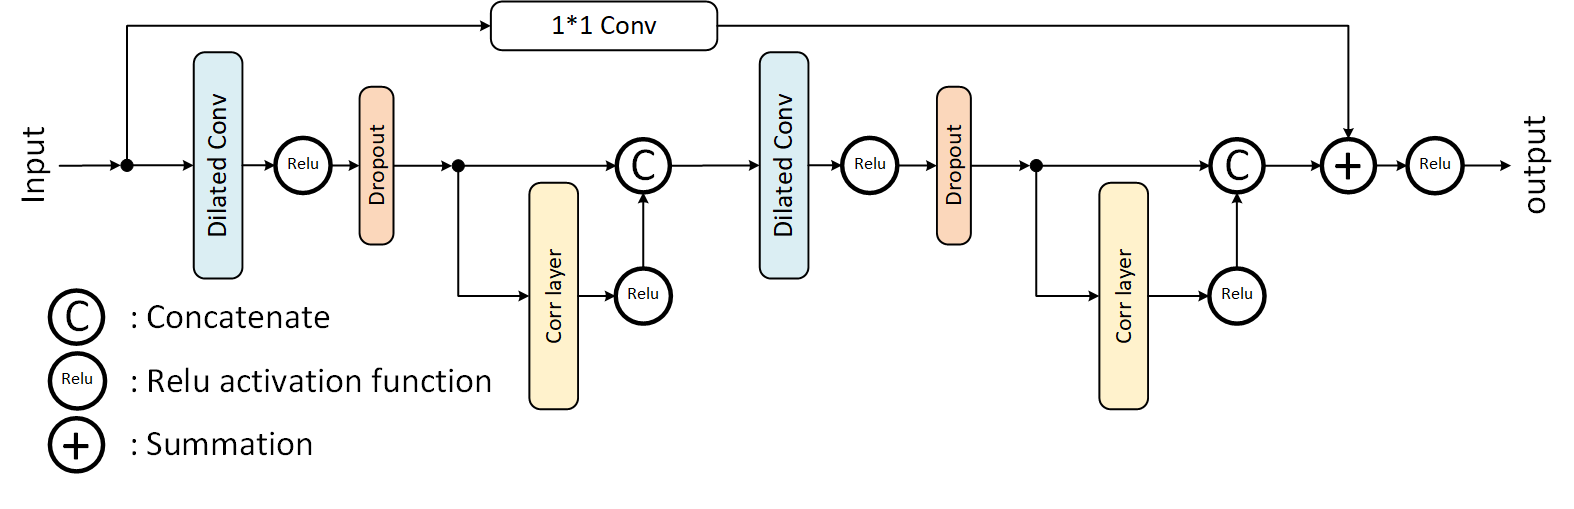 1*1 Conv
Input
Dilated Conv
Relu
Dropout
C
Corr layer
Relu
Dilated Conv
Relu
Dropout
C
Corr layer
Relu
+
Relu
output
C : Concatenate
Relu : Relu activation function
+ : Summation